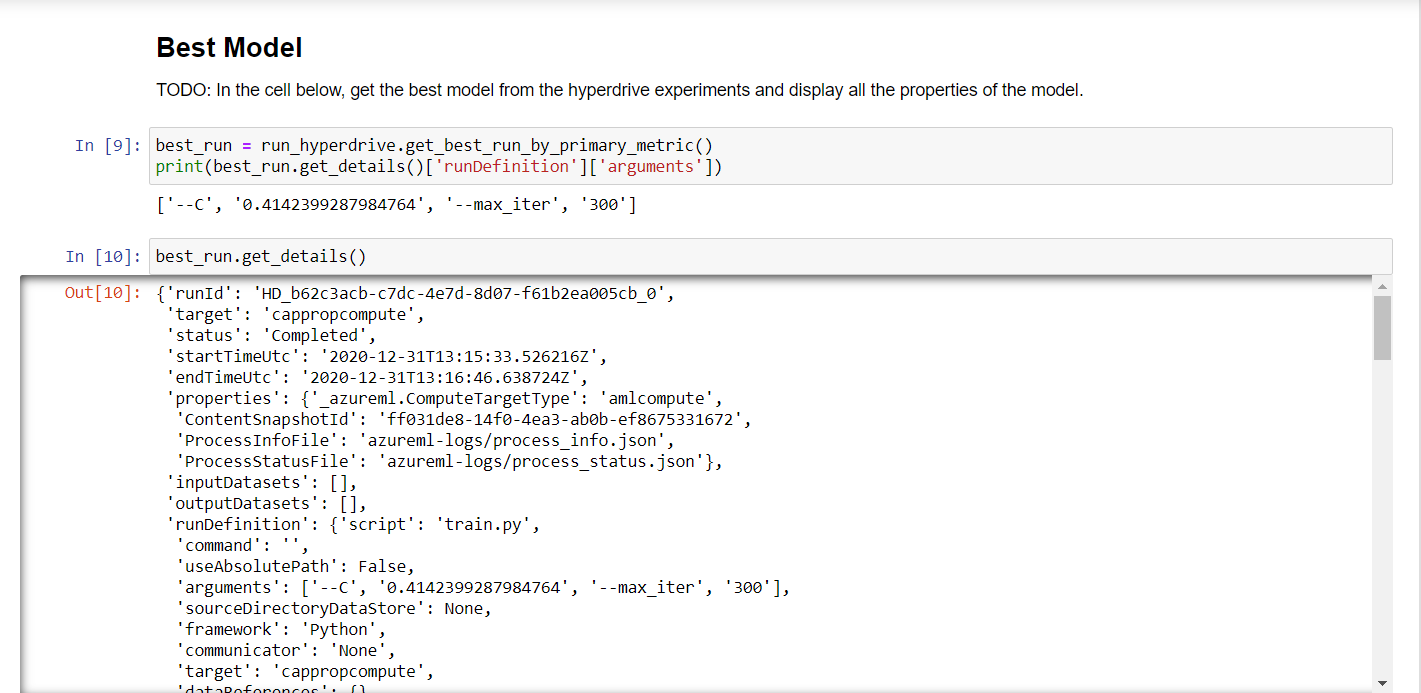 Best Model
TODO: In the cell below, get the best model from the hyperdrive experiments and display all the properties of the model.
In [9]: best_run = run_hyperdrive.get_best_run_by_primary_metric()
print(best_run.get_details()['runDefinition']['arguments'])
['--C', '0.4142399287984764', '--max_iter', '300']
In [10]: best_run.get_details()
Out[10]: {'runId': 'HD_b62c3acb-c7dc-4e7d-8d07-f61b2ea005cb_0',
'target': 'cappropcompute',
'status': 'Completed',
'startTimeUtc': '2020-12-31T13:15:33.526216Z',
'endTimeUtc': '2020-12-31T13:16:46.638724Z',
'properties': {'_azureml.ComputeTargetType': 'amlcompute',
'ContentSnapshotId': 'ff031de8-14f0-4ea3-ab0b-ef8675331672',
'ProcessInfoFile': 'azureml-logs/process_info.json',
'ProcessStatusFile': 'azureml-logs/process_status.json'},
'inputDatasets': [],
'outputDatasets': [],
'runDefinition': {'script': 'train.py',
'command': '',
'useAbsolutePath': False,
'arguments': ['--C', '0.4142399287984764', '--max_iter', '300'],
'sourceDirectoryDataStore': None,
'framework': 'Python',
'communicator': 'None',
'target': 'cappropcompute',
'dataReferences': {},